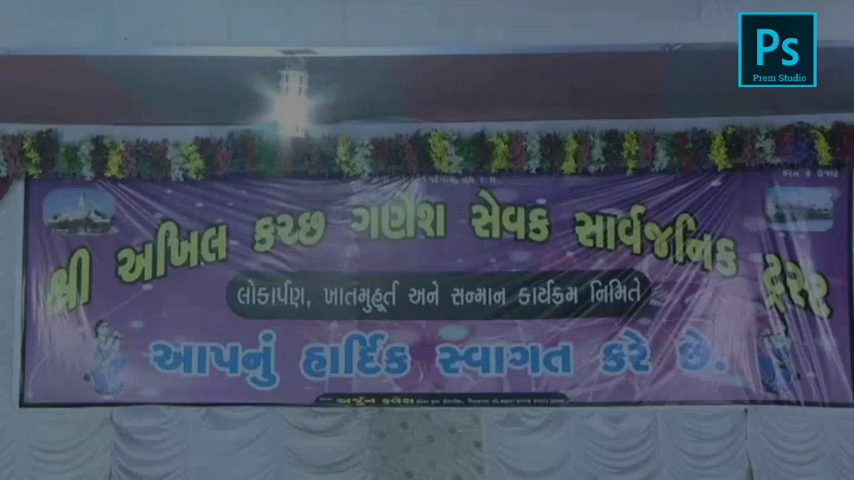 Ps
Prem Studio
શ્રી અખિલ કચ્છ ગણેશ સેવક સાર્વજનિક ટ્રસ્ટ
લોકાર્પણ, ખાતમુહૂર્ત અને સન્માન કાર્યક્રમ નિમિતે
આપનું હાર્દિક સ્વાગત કરે છે.